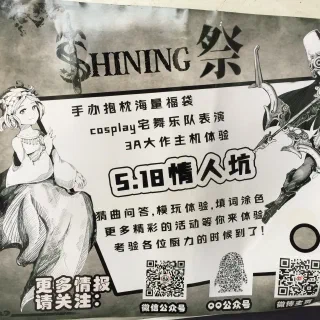 SHINING 祭
手办抱枕海量福袋
cosplay宅舞乐队表演
3A大作主机体验
5.18情人坑
猜曲问答,模玩体验,填词涂色
更多精彩的活动等你来体验
考验各位厨力的时候到了!
更多情报
请关注:
微信公众号
QQ公众号
微博主页